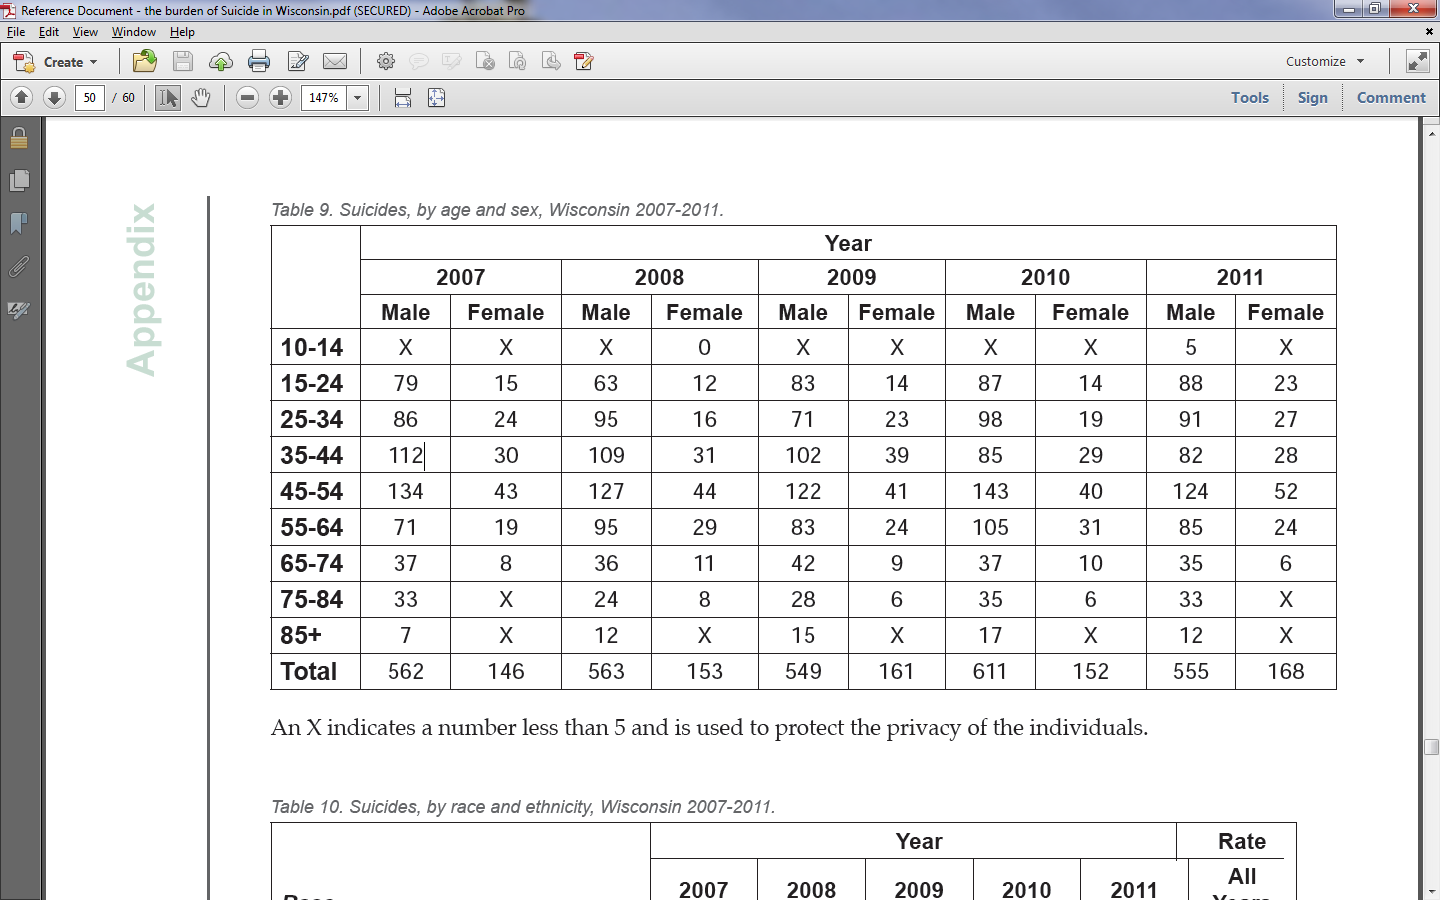 Reference Document - the burden of Suicide in Wisconsin.pdf (SECURED) - Adobe Acrobat Pro
File Edit View Window Help
Create Customize
50 / 60 147% Tools Sign Comment
Appendix
Table 9. Suicides, by age and sex, Wisconsin 2007-2011.
Year
2007 2008 2009 2010 2011
Male Female Male Female Male Female Male Female Male Female
10-14 X X X 0 X X X X 5 X
15-24 79 15 63 12 83 14 87 14 88 23
25-34 86 24 95 16 71 23 98 19 91 27
35-44 112 30 109 31 102 39 85 29 82 28
45-54 134 43 127 44 122 41 143 40 124 52
55-64 71 19 95 29 83 24 105 31 85 24
65-74 37 8 36 11 42 9 37 10 35 6
75-84 33 X 24 8 28 6 35 6 33 X
85+ 7 X 12 X 15 X 17 X 12 X
Total 562 146 563 153 549 161 611 152 555 168
An X indicates a number less than 5 and is used to protect the privacy of the individuals.
Table 10. Suicides, by race and ethnicity, Wisconsin 2007-2011.
Year Rate
2007 2008 2009 2010 2011 All